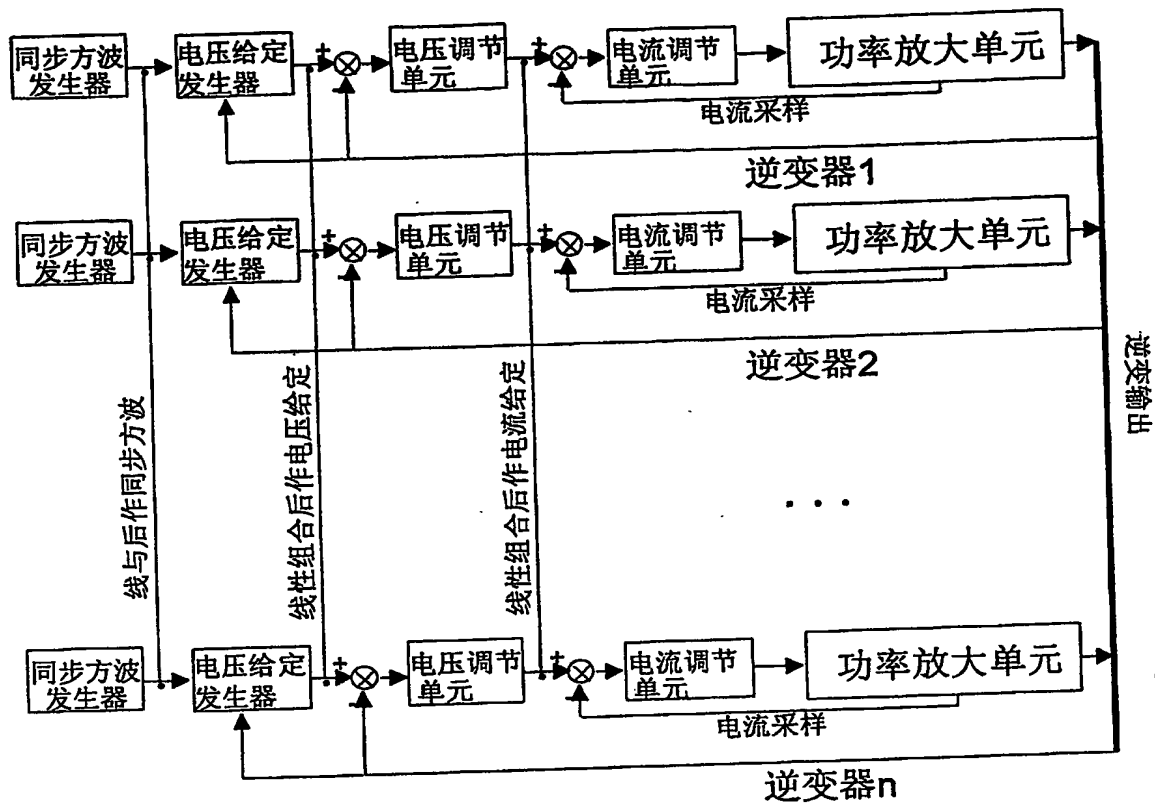 同步方波
发生器
电压给定
发生器
+
-
电压调节
单元
+
-
电流调节
单元
功率放大单元
电流采样
逆变器1
同步方波
发生器
电压给定
发生器
+
-
电压调节
单元
+
-
电流调节
单元
功率放大单元
电流采样
逆变器2
线与后作同步方波
线性组合后作电压给定
线性组合后作电流给定
逆变输出
...
同步方波
发生器
电压给定
发生器
+
-
电压调节
单元
+
-
电流调节
单元
功率放大单元
电流采样
逆变器n